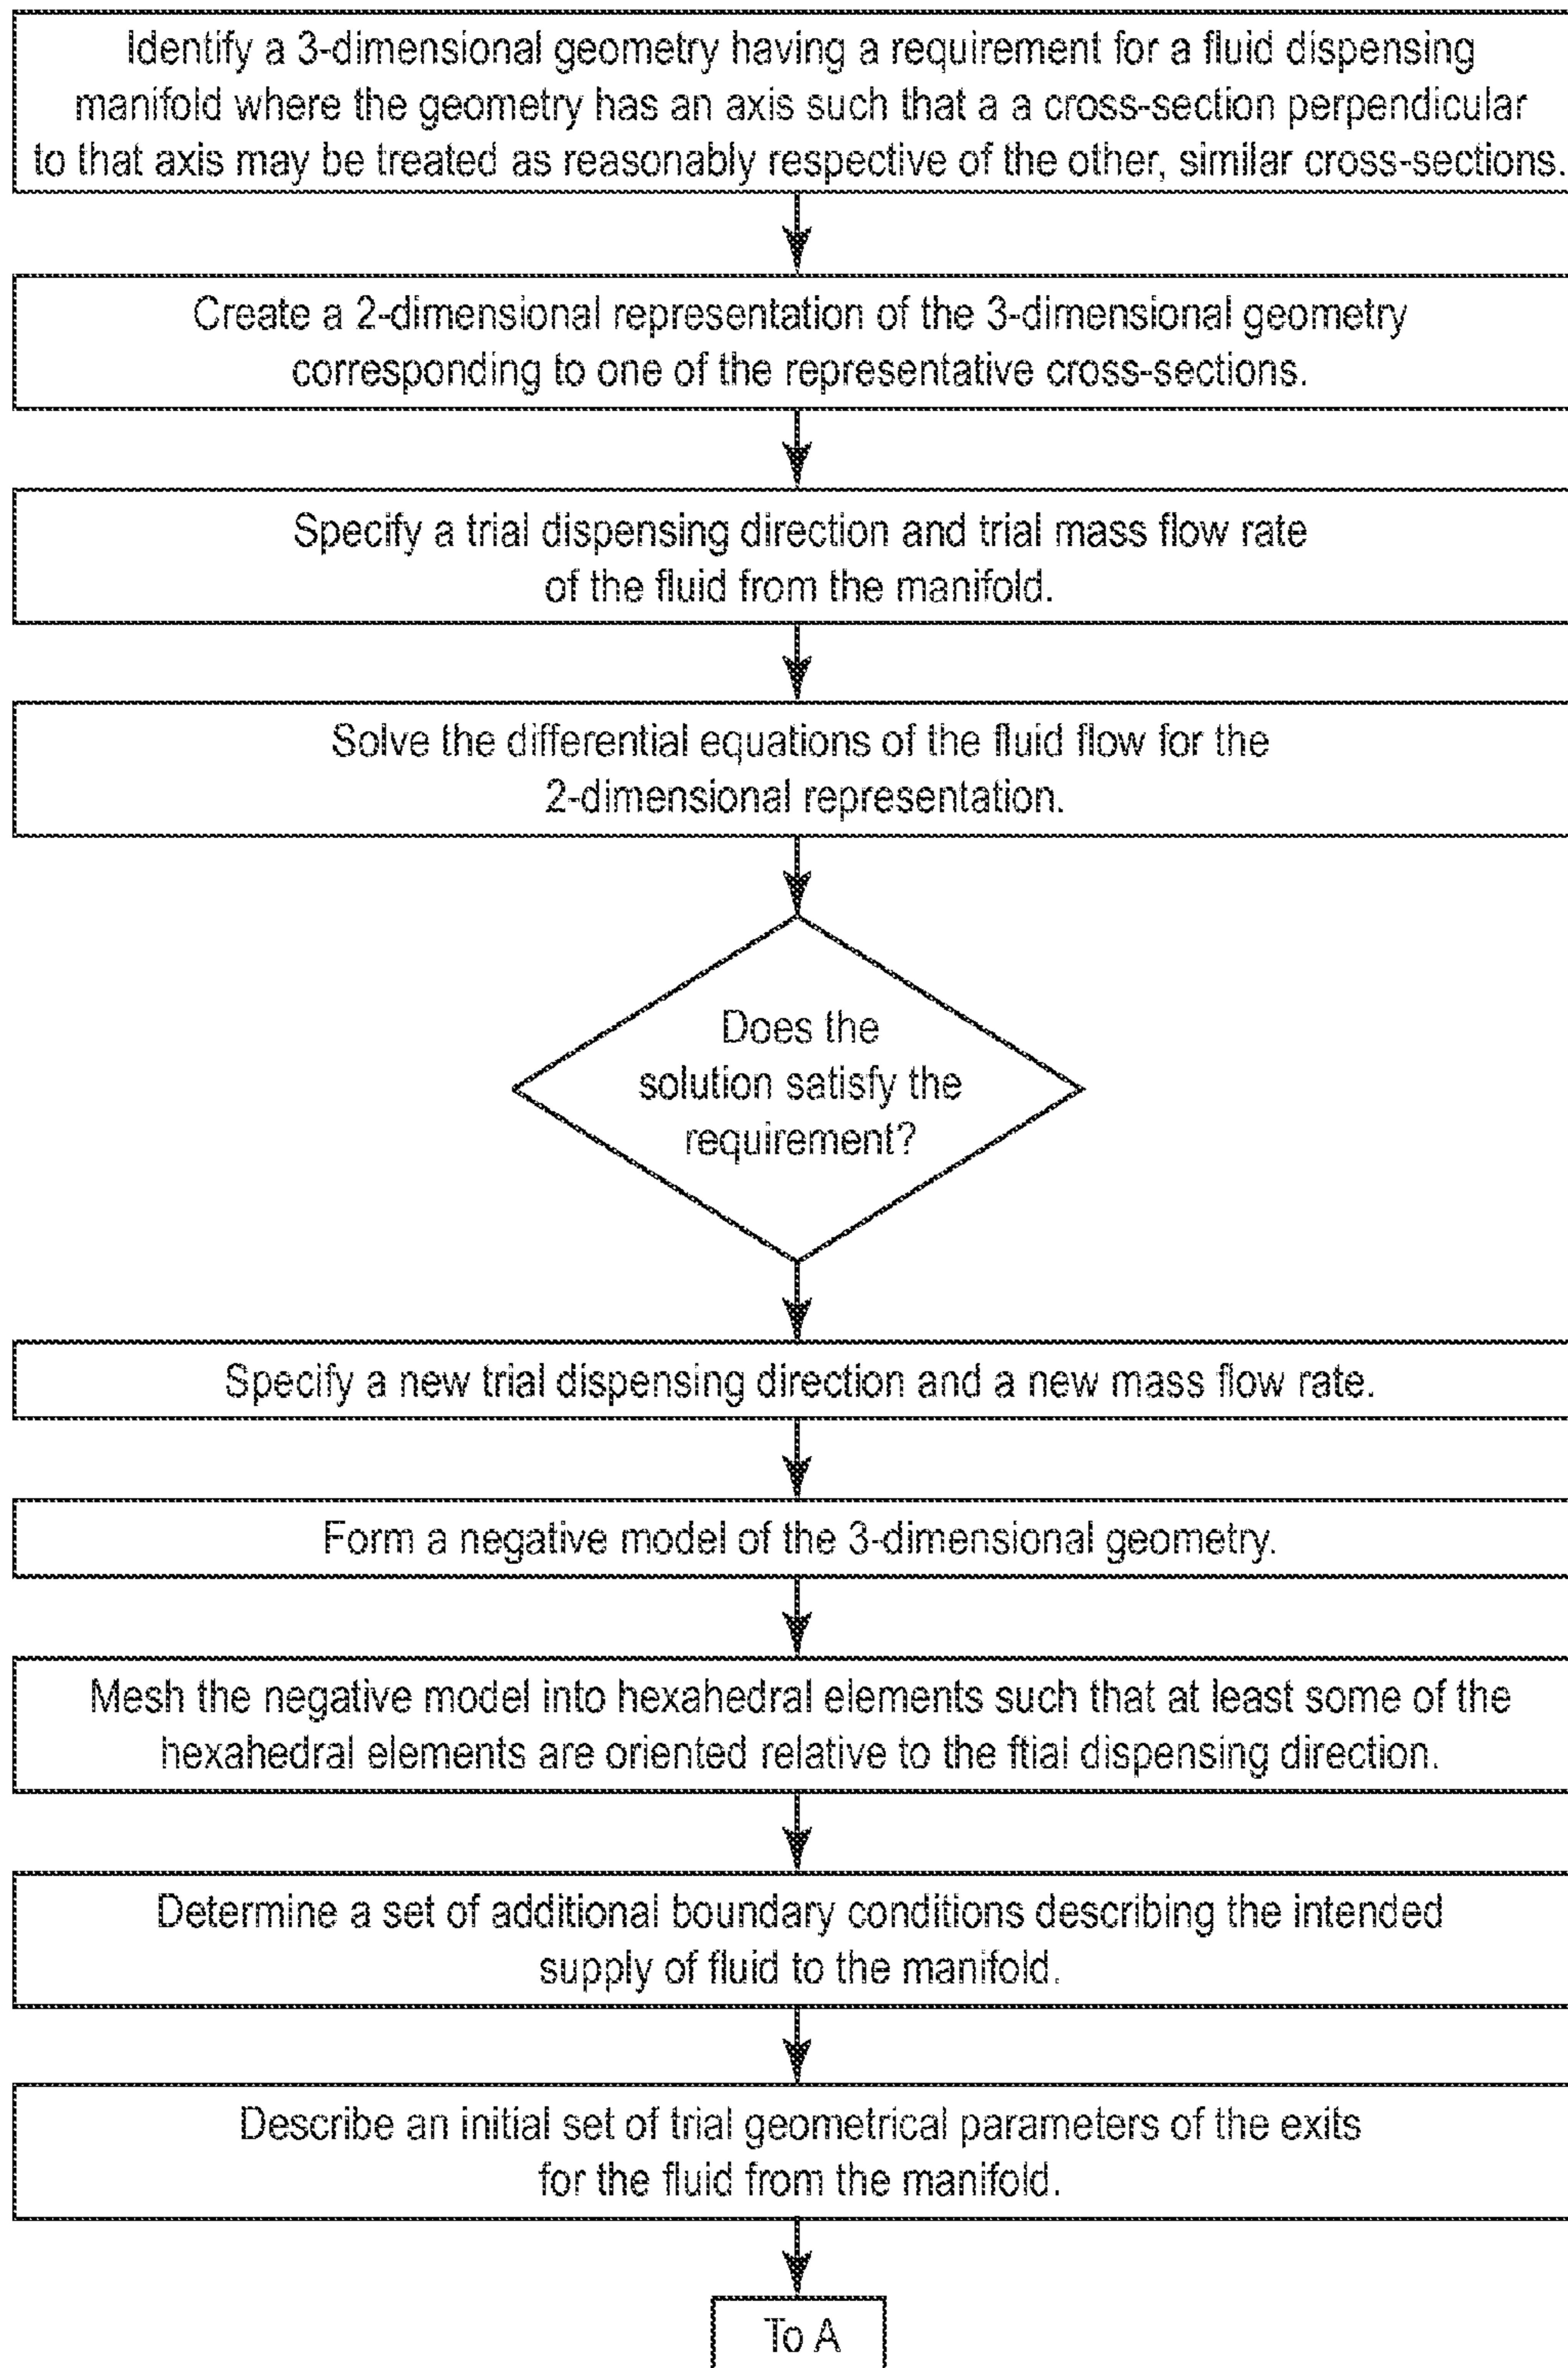 Identify a 3-dimensional geometry having a requirement for a fluid dispensing
manifold where the geometry has an axis such that a a cross-section perpendicular
to that axis may be treated as reasonably respective of the other, similar cross-sections.
Create a 2-dimensional representation of the 3-dimensional geometry
corresponding to one of the representative cross-sections.
Specify a trial dispensing direction and trial mass flow rate
of the fluid from the manifold.
Solve the differential equations of the fluid flow for the
2-dimensional representation.
Does the
solution satisfy the
requirement?
Specify a new trial dispensing direction and a new mass flow rate.
Form a negative model of the 3-dimensional geometry.
Mesh the negative model into hexahedral elements such that at least some of the
hexahedral elements are oriented relative to the ftial dispensing direction.
Determine a set of additional boundary conditions describing the intended
supply of fluid to the manifold.
Describe an initial set of trial geometrical parameters of the exits
for the fluid from the manifold.
To A